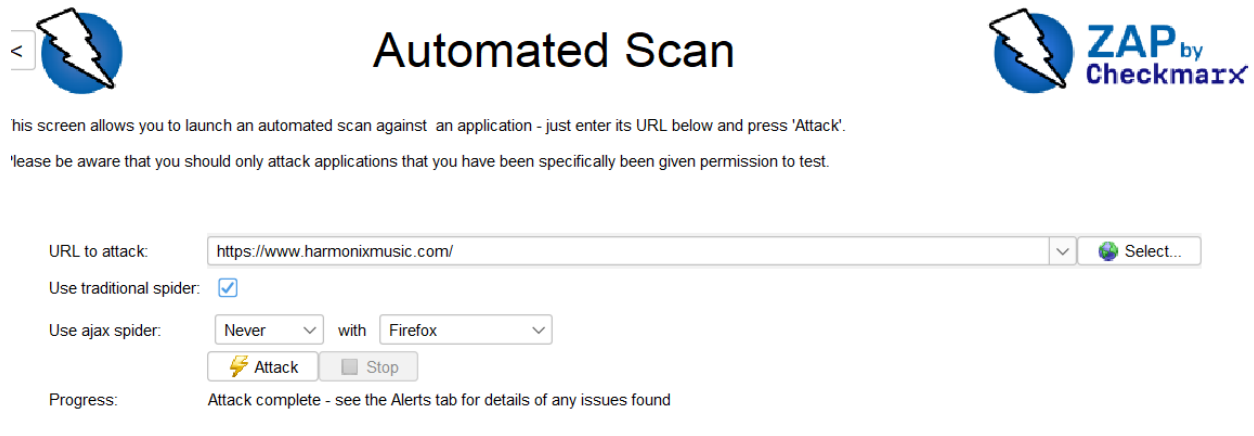 <
Automated Scan
ZAP by
Checkmarx
his screen allows you to launch an automated scan against  an application - just enter its URL below and press 'Attack'.
lease be aware that you should only attack applications that you have been specifically been given permission to test.
URL to attack: https://www.harmonixmusic.com/ Select...
Use traditional spider:
Use ajax spider: Never with Firefox
Attack Stop
Progress: Attack complete - see the Alerts tab for details of any issues found